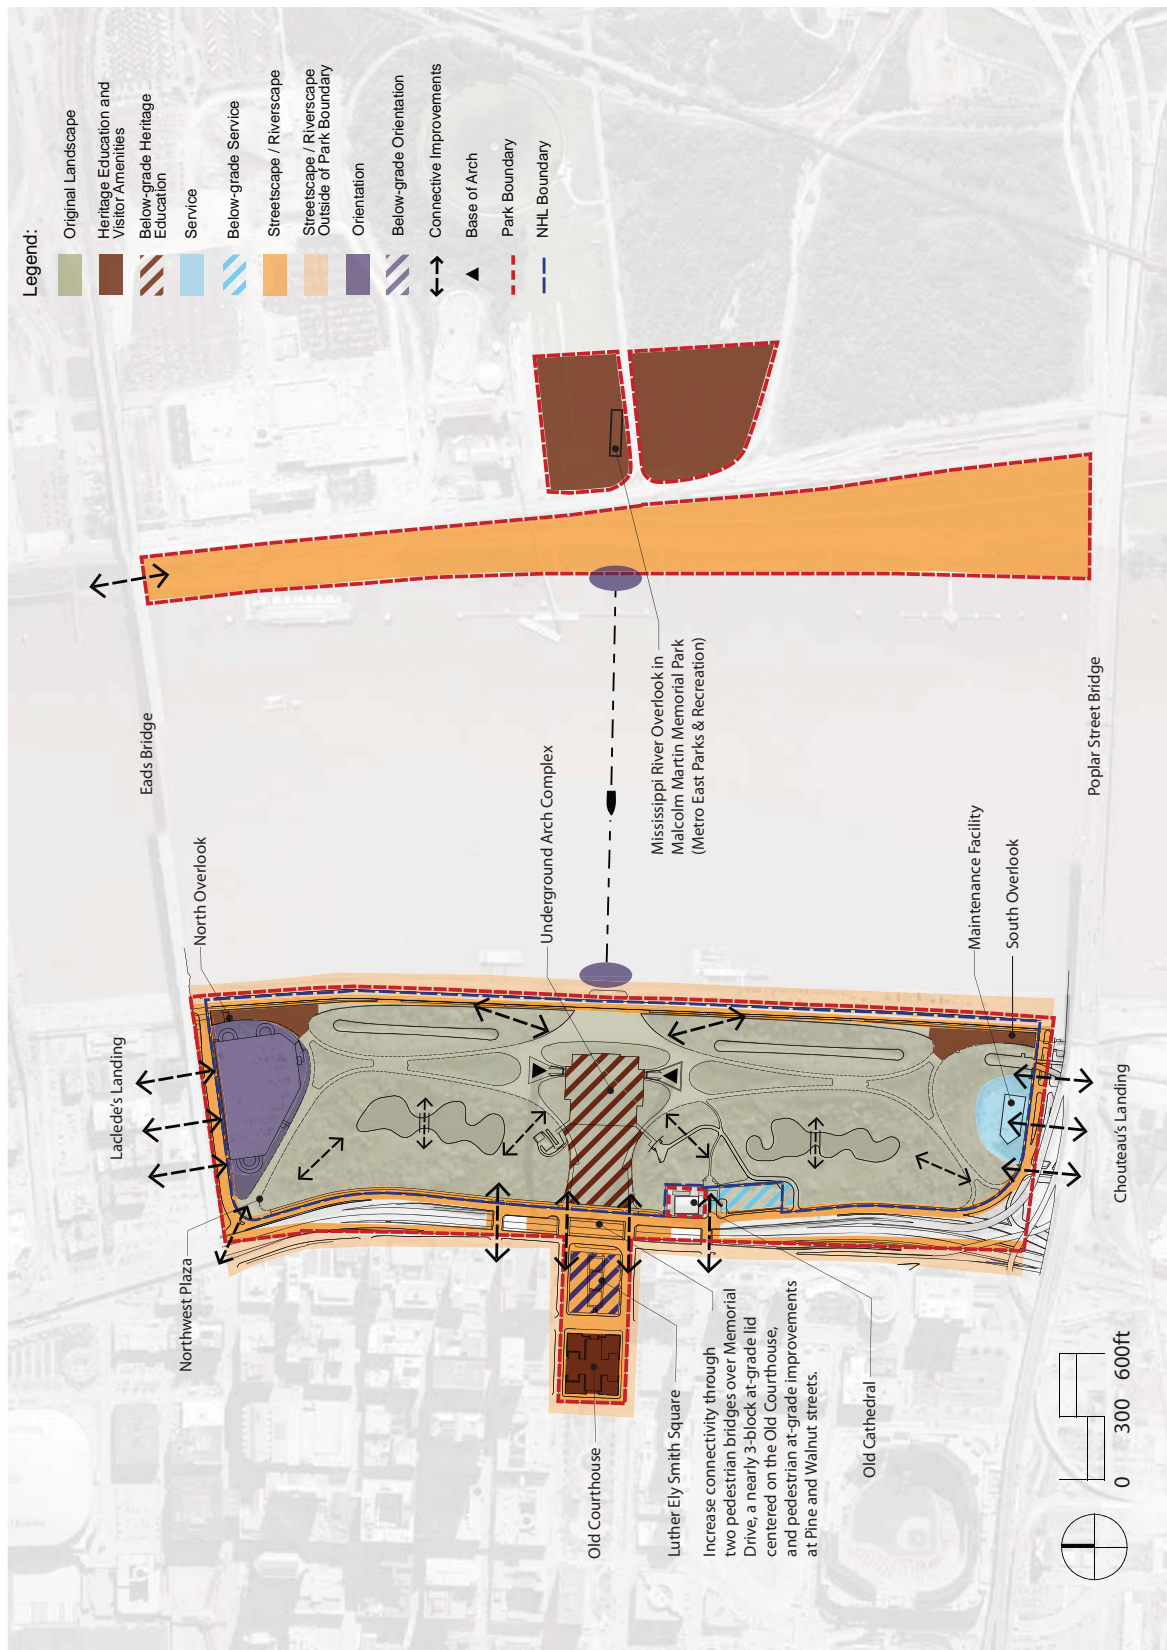 Legend:
Original Landscape
Heritage Education and
Visitor Amenities
Below-grade Heritage
Education
Service
Below-grade Service
Streetscape / Riverscape
Streetscape / Riverscape
Outside of Park Boundary
Orientation
Below-grade Orientation
Connective Improvements
Base of Arch
Park Boundary
NHL Boundary
Eads Bridge
North Overlook
Laclede's Landing
Northwest Plaza
Underground Arch Complex
Mississippi River Overlook in
Malcolm Martin Memorial Park
(Metro East Parks & Recreation)
Poplar Street Bridge
Maintenance Facility
South Overlook
Chouteau's Landing
Old Courthouse
Luther Ely Smith Square
Increase connectivity through
two pedestrian bridges over Memorial
Drive, a nearly 3-block at-grade lid
centered on the Old Courthouse,
and pedestrian at-grade improvements
at Pine and Walnut streets.
Old Cathedral
0 300 600ft